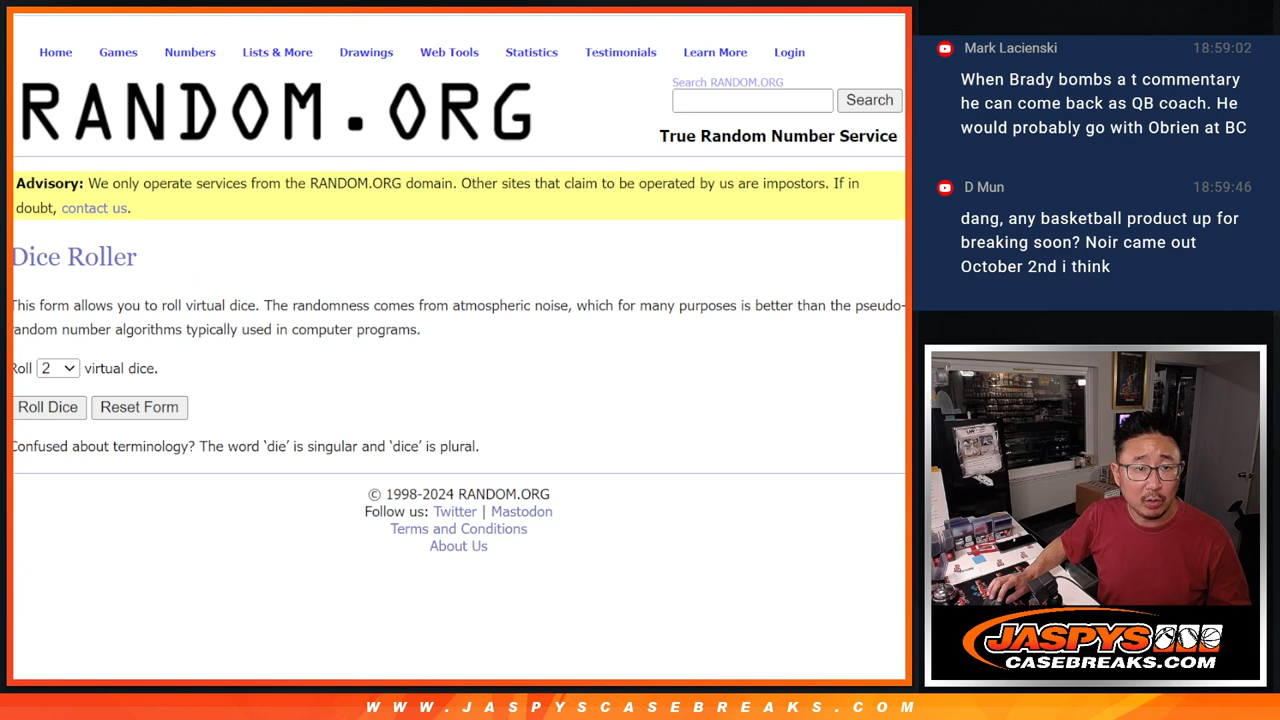 Home Games Numbers Lists & More Drawings Web Tools Statistics Testimonials Learn More Login
RANDOM.ORG
Search RANDOM.ORG
Search
True Random Number Service
Advisory: We only operate services from the RANDOM.ORG domain. Other sites that claim to be operated by us are impostors. If in
doubt, contact us.
Dice Roller
This form allows you to roll virtual dice. The randomness comes from atmospheric noise, which for many purposes is better than the pseudo-
random number algorithms typically used in computer programs.
Roll 2 virtual dice.
Roll Dice Reset Form
Confused about terminology? The word ‘die’ is singular and ‘dice’ is plural.
© 1998-2024 RANDOM.ORG
Follow us: Twitter | Mastodon
Terms and Conditions
About Us
Mark Lacienski 18:59:02
When Brady bombs a t commentary
he can come back as QB coach. He
would probably go with Obrien at BC
D Mun 18:59:46
dang, any basketball product up for
breaking soon? Noir came out
October 2nd i think
JASPYS
CASEBREAKS.COM
WWW.JASPYSCASEBREAKS.COM